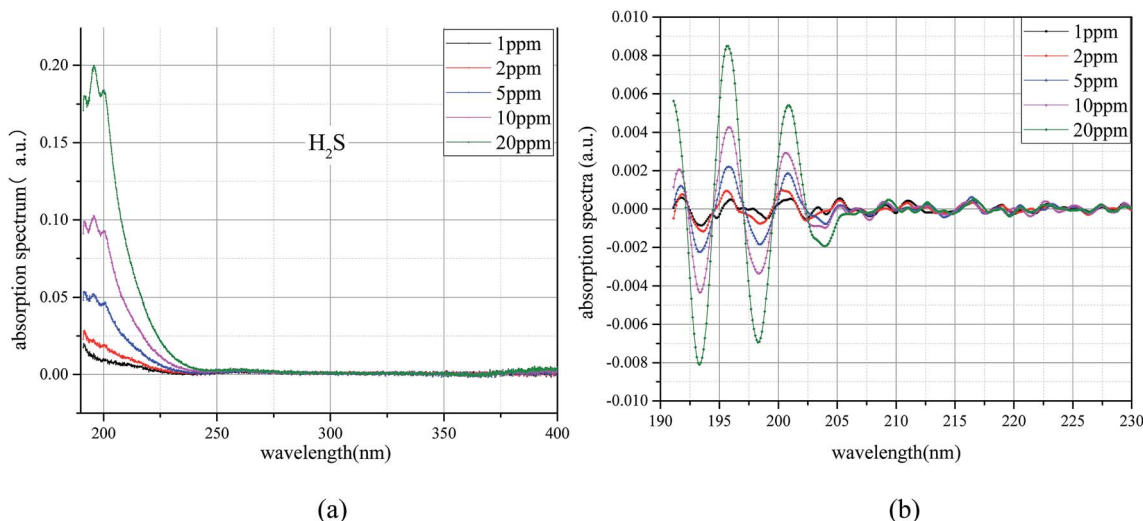 absorption spectrum( a.u.)
0.20
0.15
0.10
0.05
0.00
H2S
1ppm
2ppm
5ppm
10ppm
20ppm
200
250
300
350
400
wavelength(nm)
(a)
absorption spectra (a.u.)
0.010
0.008
0.006
0.004
0.002
0.000
-0.002
-0.004
-0.006
-0.008
-0.010
1ppm
2ppm
5ppm
10ppm
20ppm
190
195
200
205
210
215
220
225
230
wavelength(nm)
(b)